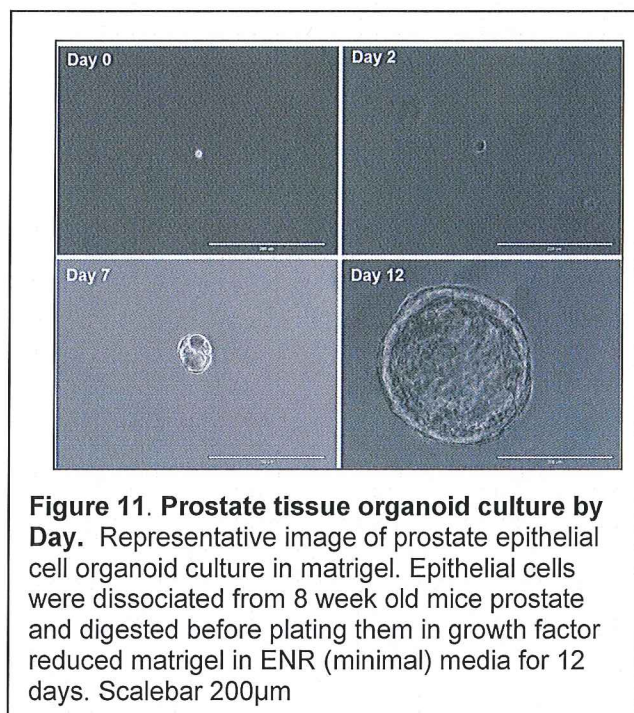 Day 0
Day 2
Day 7
Day 12
Figure 11. Prostate tissue organoid culture by
Day. Representative image of prostate epithelial
cell organoid culture in matrigel. Epithelial cells
were dissociated from 8 week old mice prostate
and digested before plating them in growth factor
reduced matrigel in ENR (minimal) media for 12
days. Scalebar 200µm